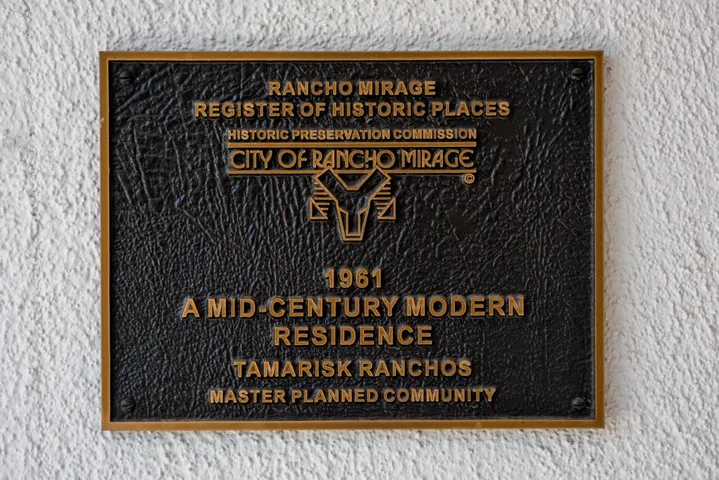 RANCHO MIRAGE
REGISTER OF HISTORIC PLACES
HISTORIC PRESERVATION COMMISSION
CITY OF RANCHO MIRAGE
©
1961
A MID-CENTURY MODERN
RESIDENCE
TAMARISK RANCHOS
MASTER PLANNED COMMUNITY